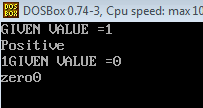 DOSBox 0.74-3, Cpu speed: max 10
GIVEN VALUE =1
Positive
1GIVEN VALUE =0
zero0